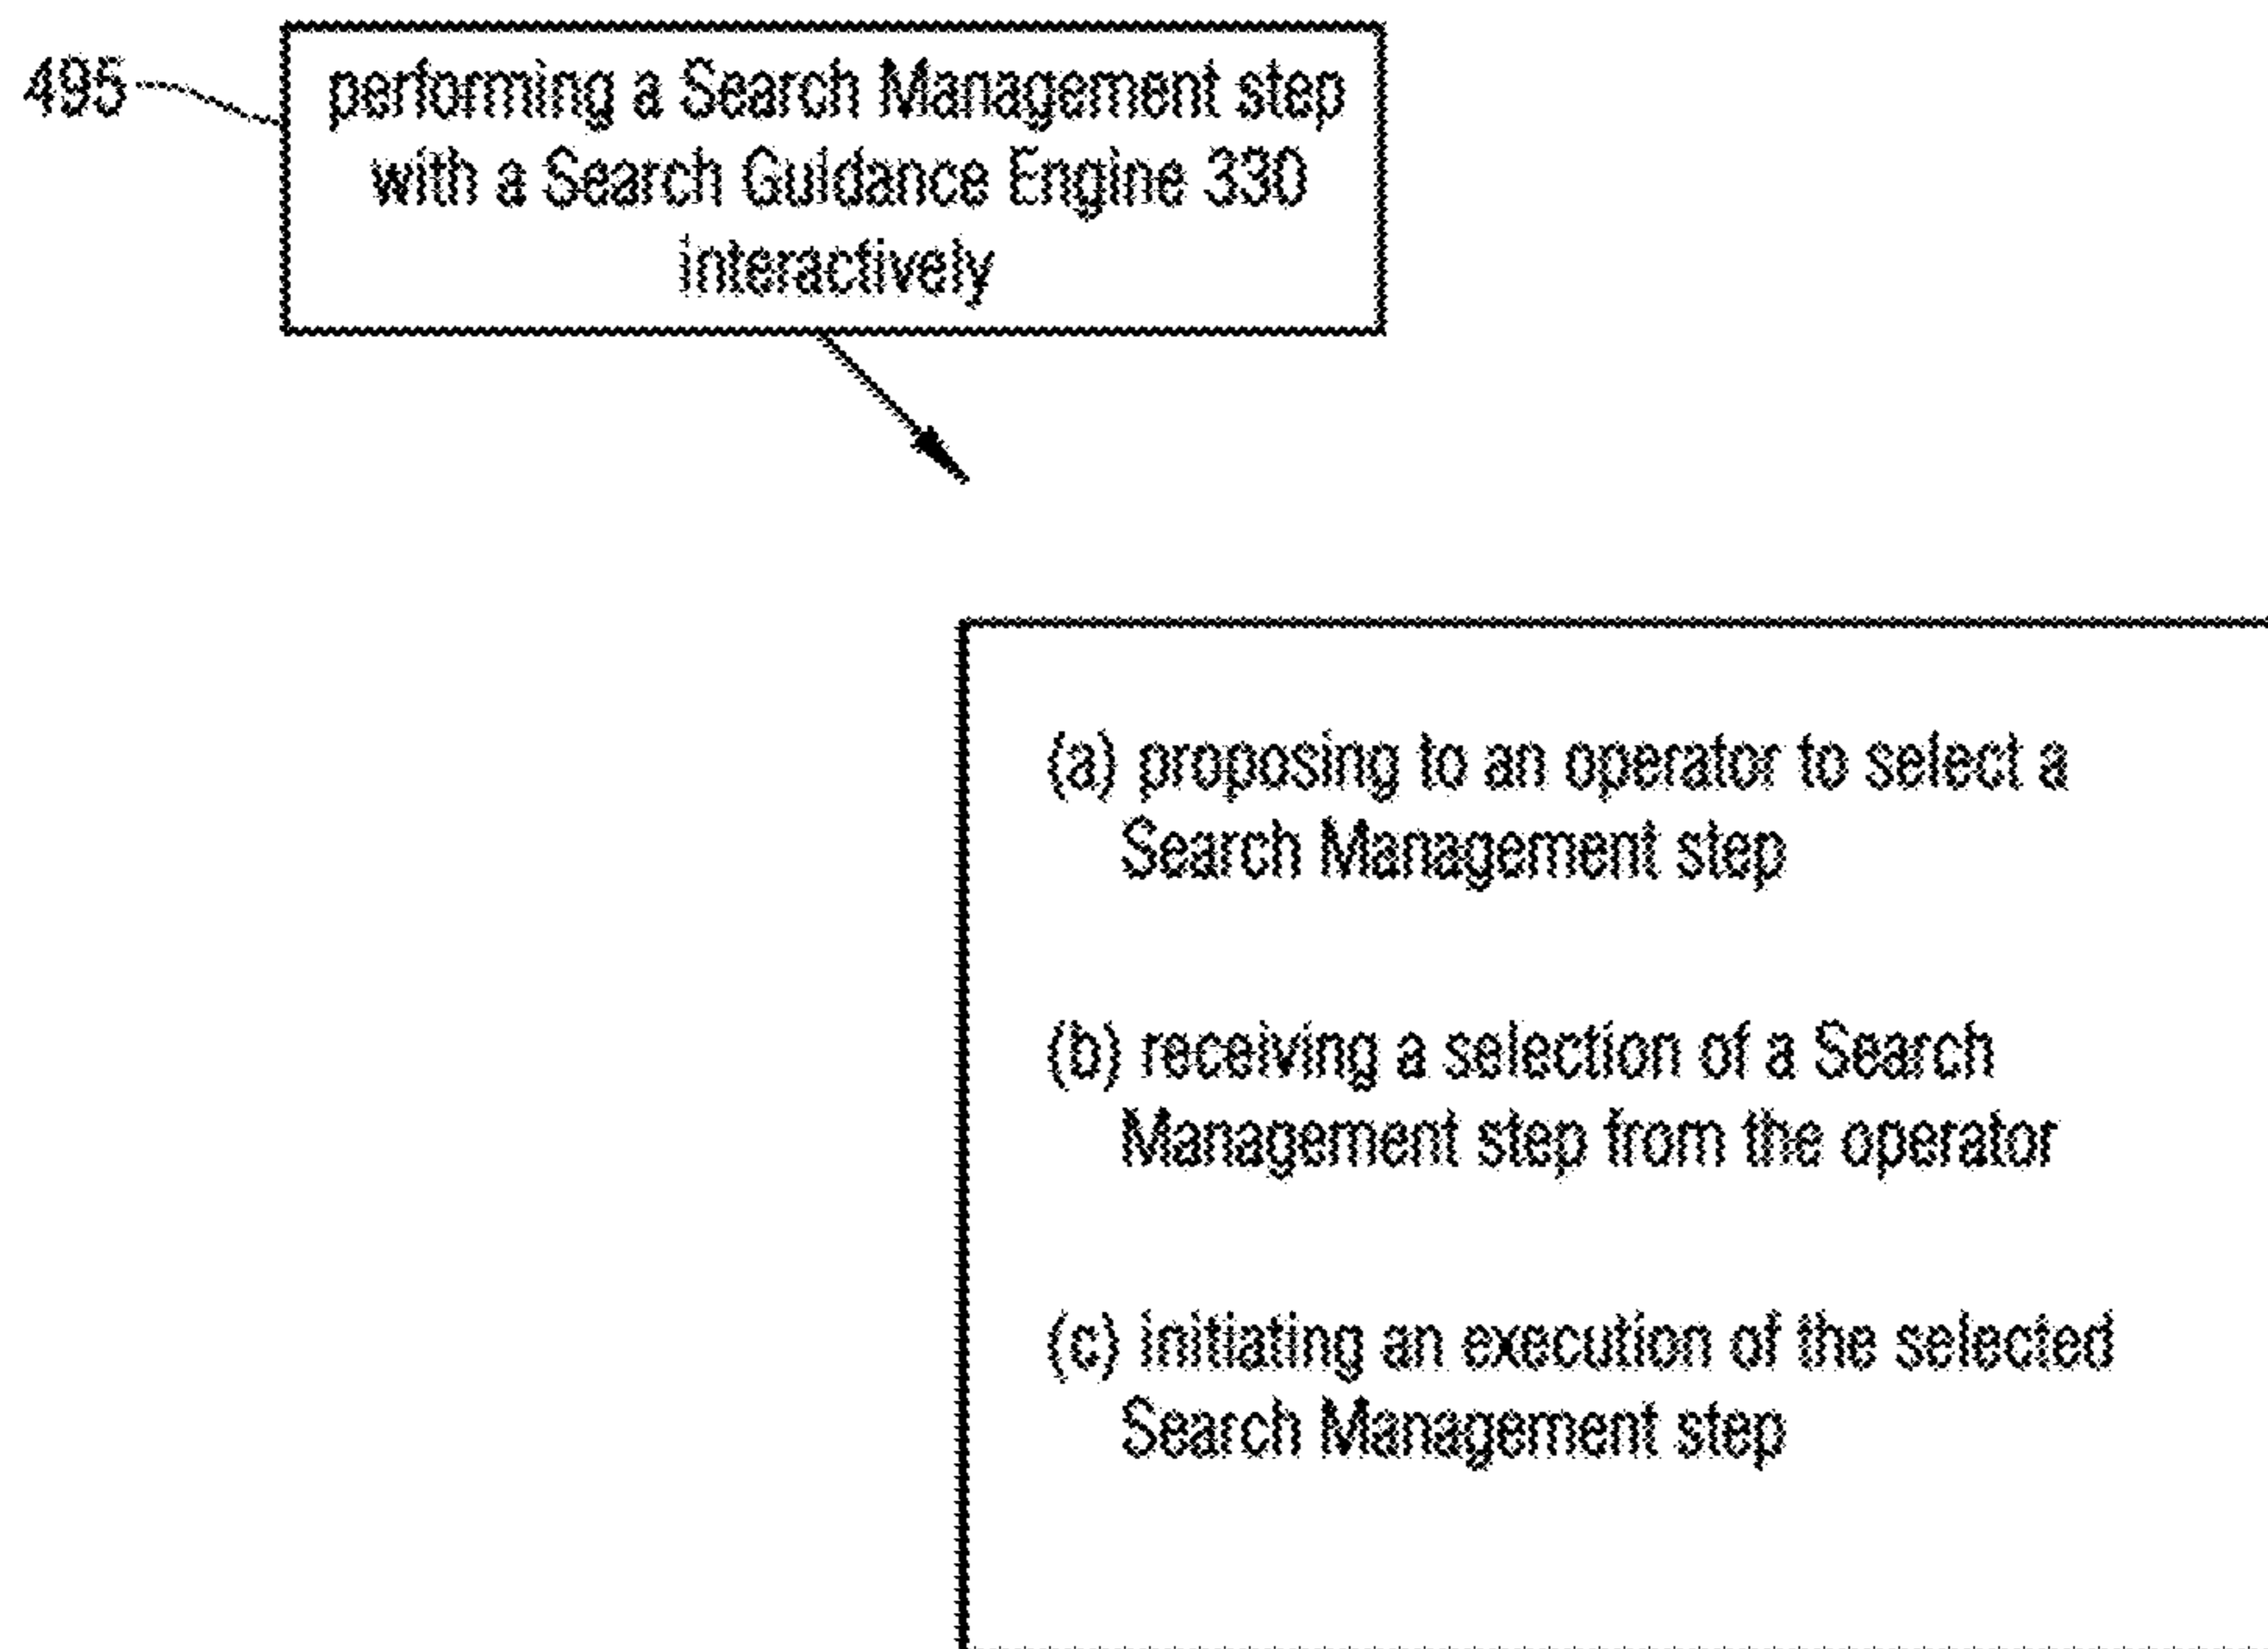 495
performing a Search Management step
with a Search Guidance Engine 330
interactively
(a) proposing to an operator to select a
Search Management step
(b) receiving a selection of a Search
Management step from the operator
(c) initiating an execution of the selected
Search Management step